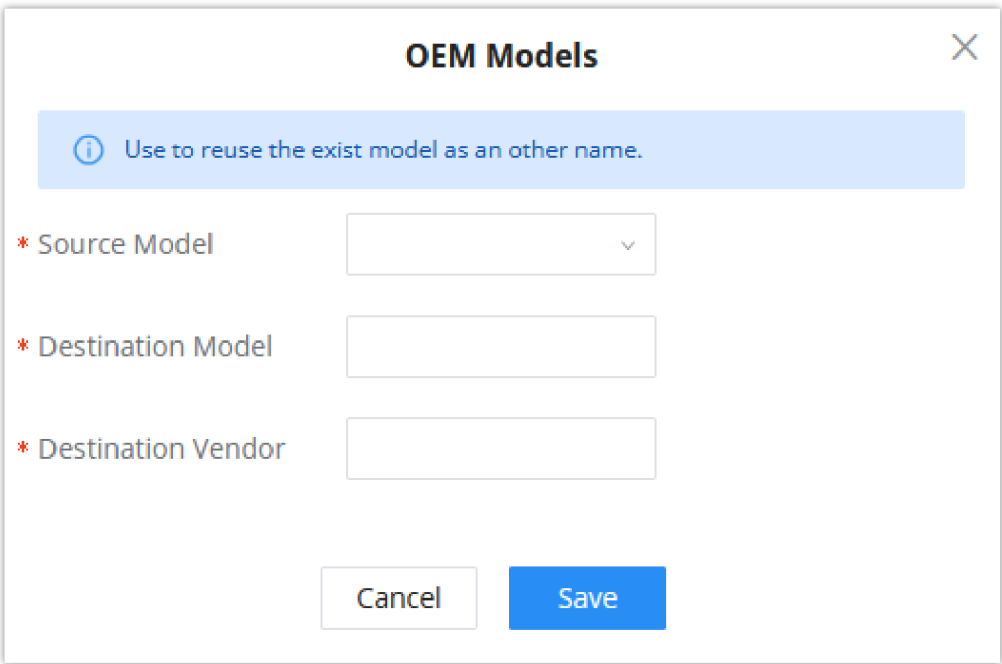 OEM Models
Use to reuse the exist model as an other name.
* Source Model
* Destination Model
* Destination Vendor
Cancel
Save